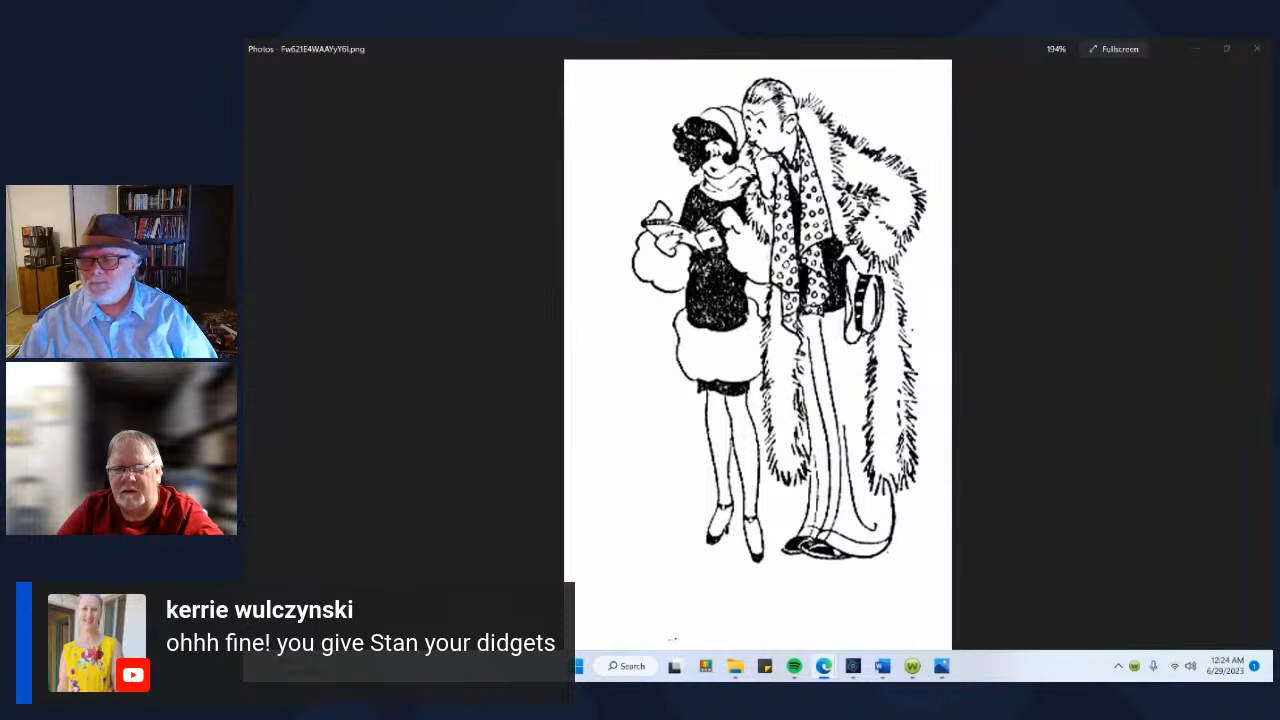 Photos - Fw621E4WAAYyY6I.png
194%
Fullscreen
kerrie wulczynski
ohhh fine! you give Stan your didgets
Search
12:24 AM
6/29/2023
1